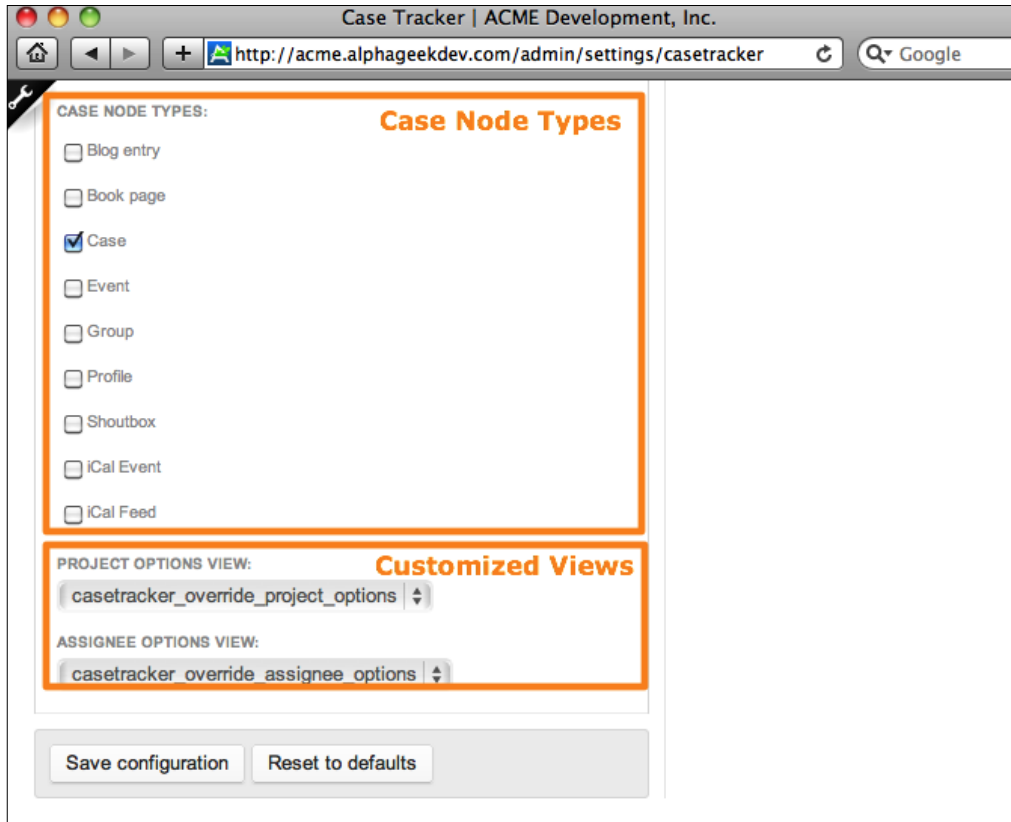 Case Tracker | ACME Development, Inc.
http://acme.alphageekdev.com/admin/settings/casetracker
Google
CASE NODE TYPES:
Case Node Types
Blog entry
Book page
Case
Event
Group
Profile
Shoutbox
iCal Event
iCal Feed
PROJECT OPTIONS VIEW:
Customized Views
casetracker_override_project_options
ASSIGNEE OPTIONS VIEW:
casetracker_override_assignee_options
Save configuration
Reset to defaults